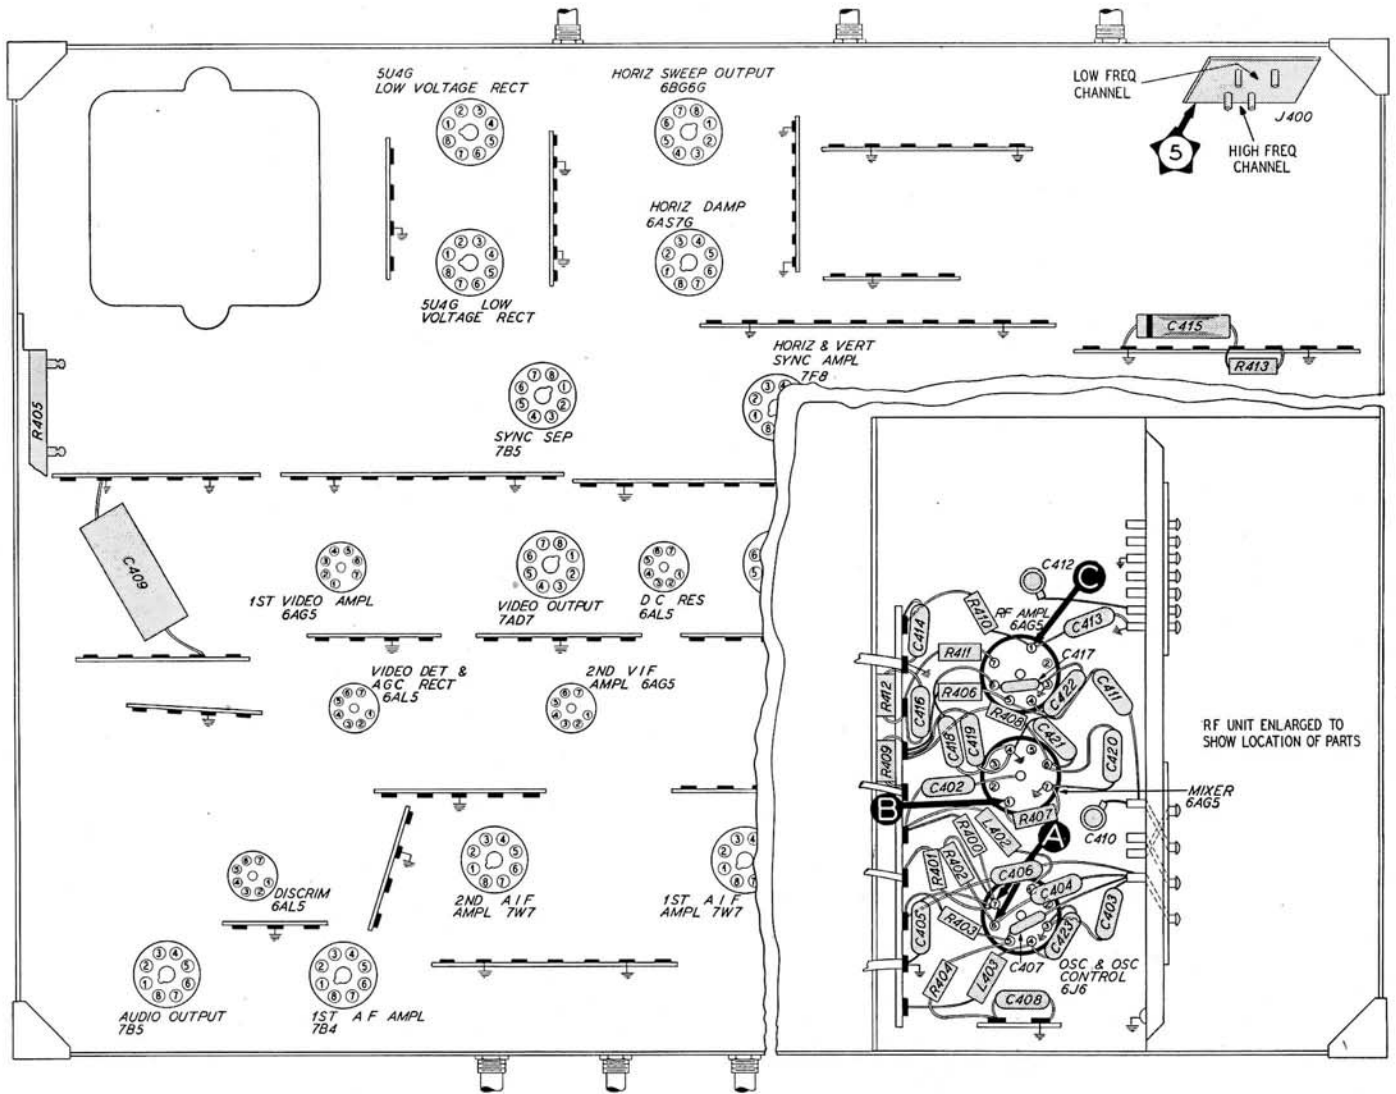 5U4G
LOW VOLTAGE RECT
HORIZ SWEEP OUTPUT
6BG6G
LOW FREQ
CHANNEL
J400
5
HIGH FREQ
CHANNEL
HORIZ DAMP
6AS7G
5U4G LOW
VOLTAGE RECT
HORIZ & VERT
SYNC AMPL
7F8
C415
R413
R405
SYNC SEP
7B5
C409
1ST VIDEO AMPL
6AG5
VIDEO OUTPUT
7AD7
D C RES
6AL5
VIDEO DET &
AGC RECT
6AL5
2ND VIF
AMPL 6AG5
C412
C
R410
RF AMPL
6AG5
C413
C414
R411
C417
R412
C416
R406
C422
C411
R408
C418
C419
C421
C420
R409
C402
MIXER
6AG5
B
R407
A
C410
RF UNIT ENLARGED TO
SHOW LOCATION OF PARTS
R400
L402
R401
R402
C406
C404
C405
R403
C423
C403
C407
OSC & OSC
CONTROL
6J6
R404
L403
C408
DISCRIM
6AL5
2ND A I F
AMPL 7W7
1ST A I F
AMPL 7W7
AUDIO OUTPUT
7B5
1ST A F AMPL
7B4